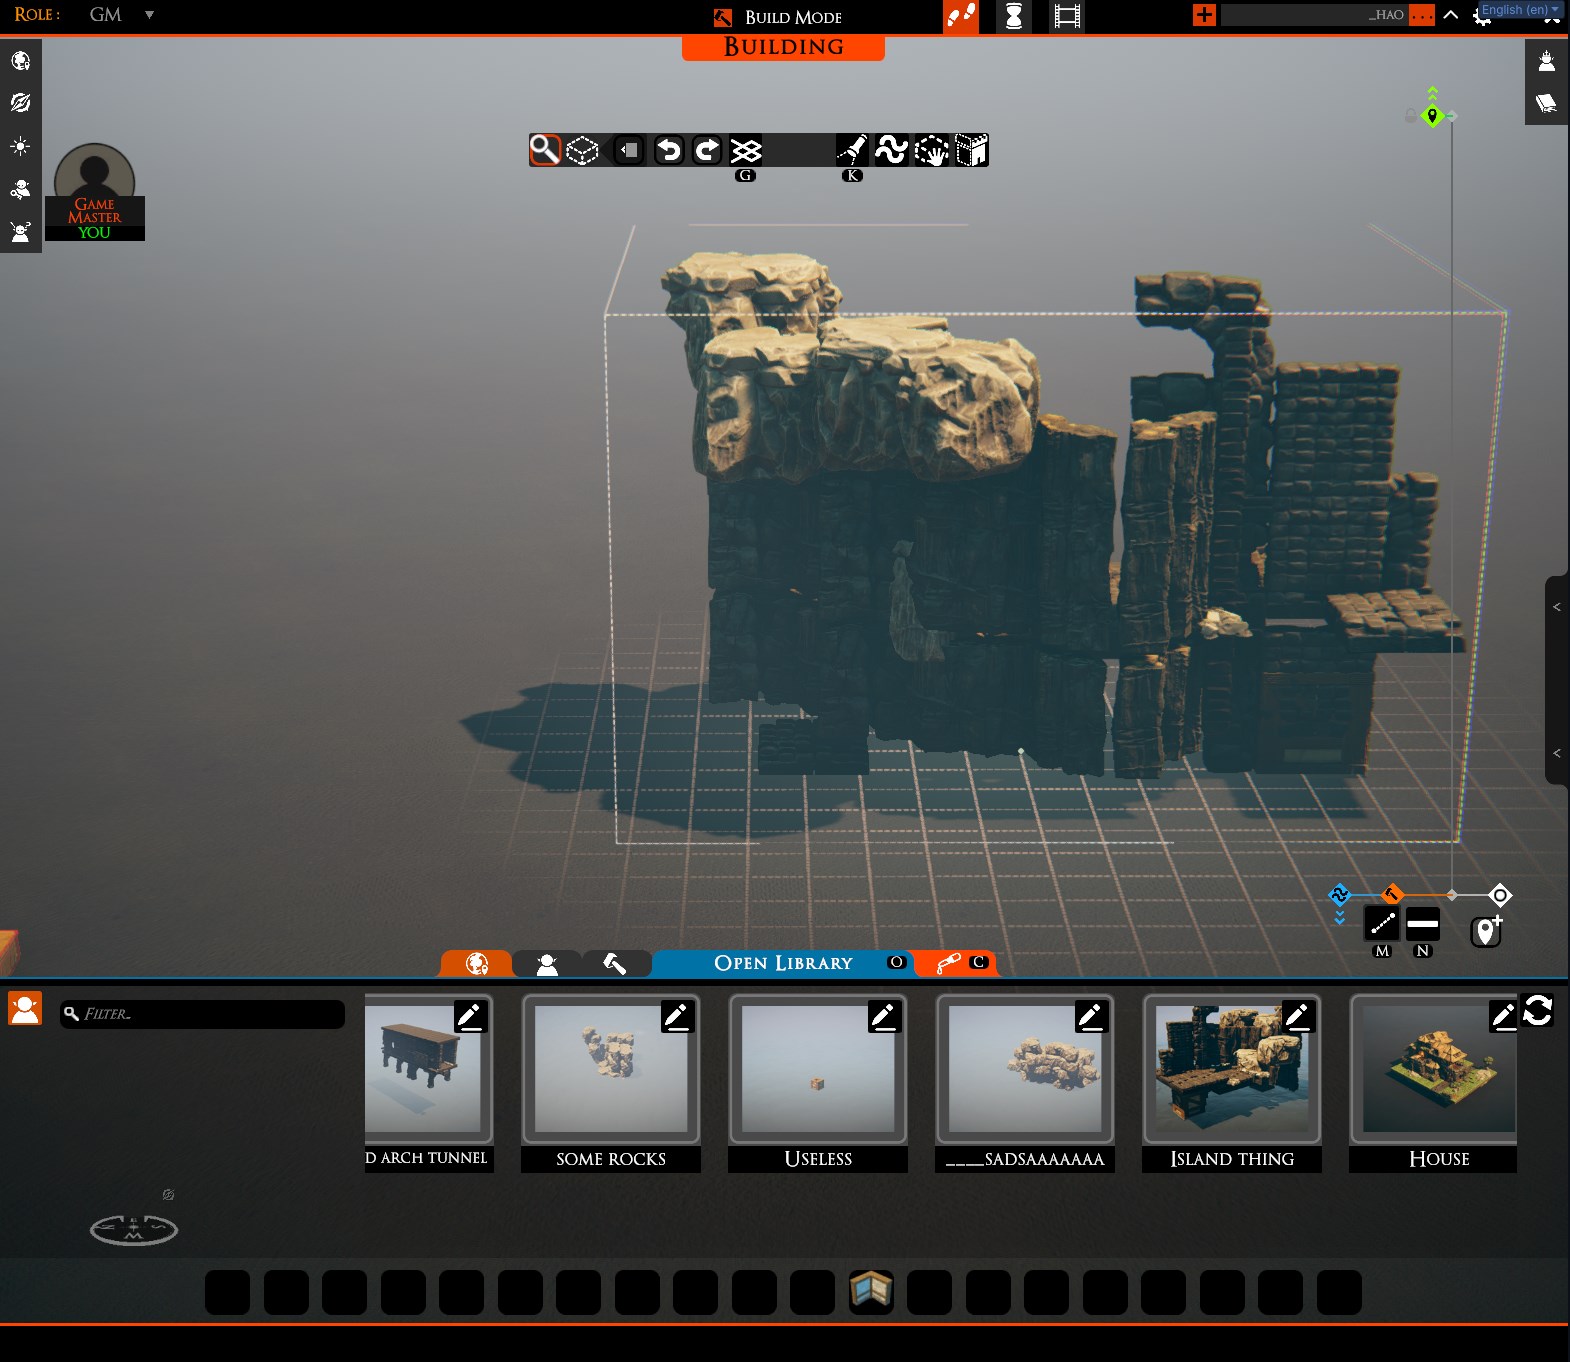 Role :
GM
Build Mode
_hao
...
English (en)
Building
G
K
Game
Master
YOU
M
N
Open Library
O
C
Filter..
d arch tunnel
some rocks
Useless
____sadsaaaaaaa
Island thing
House